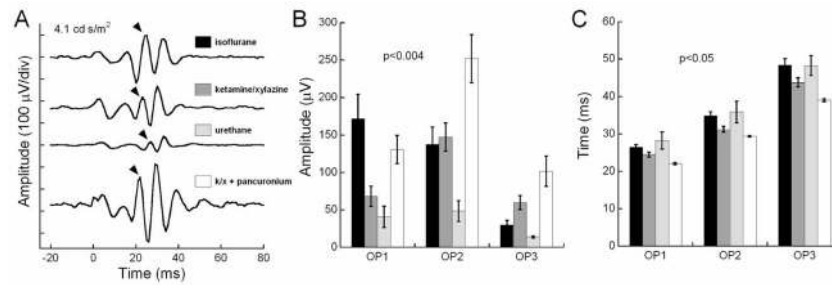 A
4.1 cd s/m²
isoflurane
ketamine/xylazine
urethane
k/x + pancuronium
Amplitude (100 µV/div)
-20 0 20 40 60 80
Time (ms)
B
p<0.004
Amplitude (µV)
300
250
200
150
100
50
0
OP1 OP2 OP3
C
p<0.05
Time (ms)
60
50
40
30
20
10
0
OP1 OP2 OP3